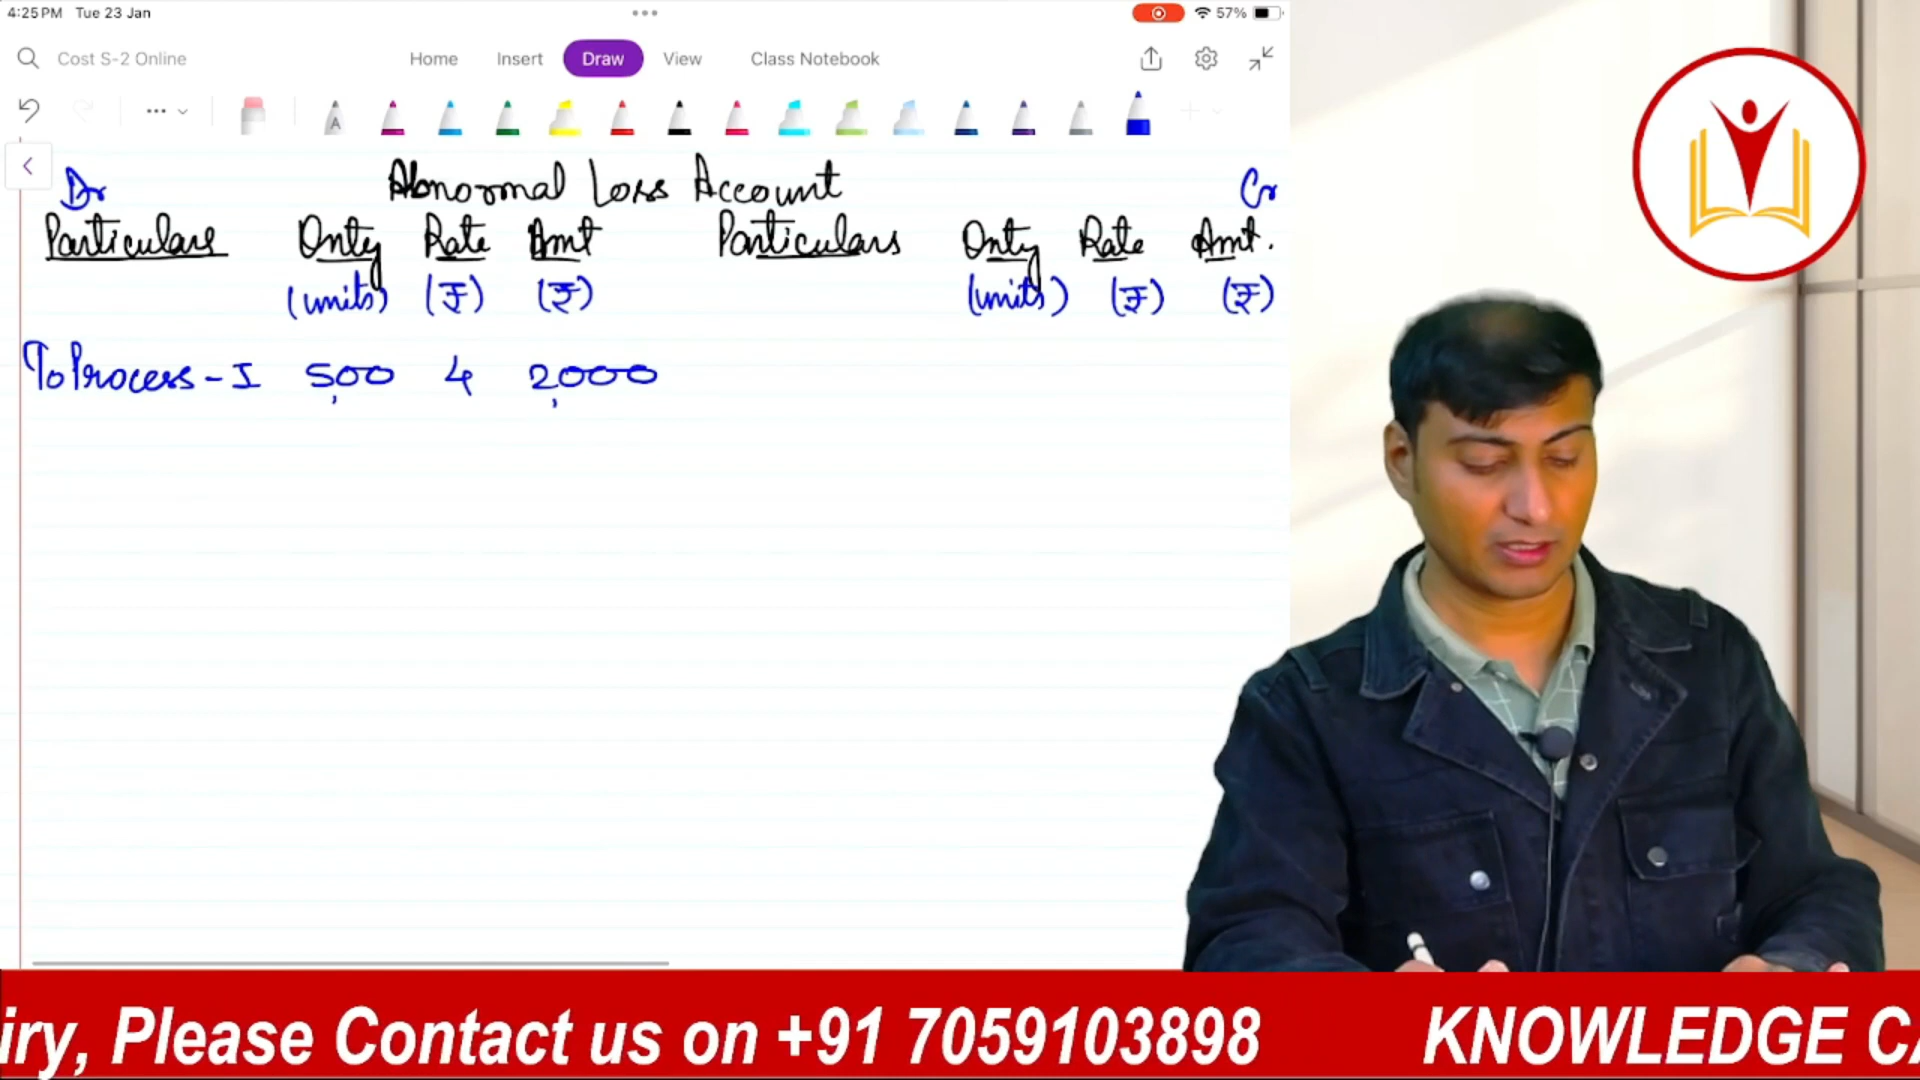 4:25 PM Tue 23 Jan
57%
Cost S-2 Online
Home Insert Draw View Class Notebook
A
Dr Abnormal Loss Account Cr
Particulars Qnty Rate Amt Particulars Qnty Rate Amt.
(units) (₹) (₹) (units) (₹) (₹)
To Process - I 500 4 2000
iry, Please Contact us on +91 7059103898 KNOWLEDGE CA